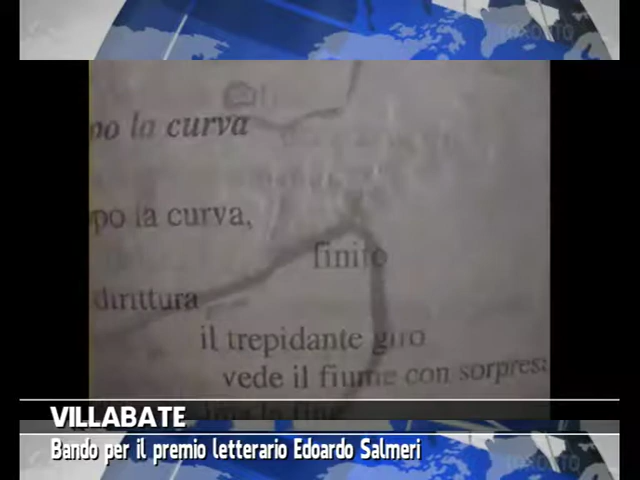 po la curva
po la curva,
finito
dirittura
il trepidante giro
vede il fiume con sorpres
VILLABATE
Bando per il premio letterario Edoardo Salmeri